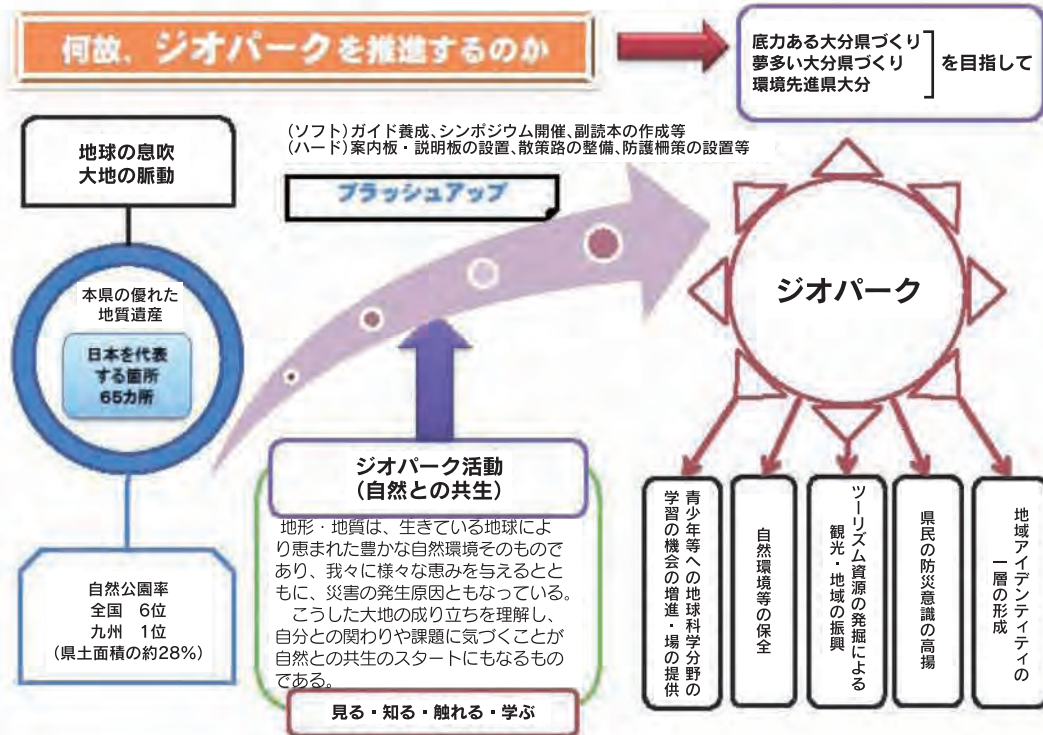 何故、ジオパークを推進するのか
底力ある大分県づくり
夢多い大分県づくり
環境先進県大分
を目指して
地球の息吹
大地の脈動
(ソフト)ガイド養成、シンポジウム開催、副読本の作成等
(ハード)案内板・説明板の設置、散策路の整備、防護柵策の設置等
ブラッシュアップ
本県の優れた
地質遺産
日本を代表
する箇所
65カ所
ジオパーク
ジオパーク活動
(自然との共生)
地形・地質は、生きている地球によ
り恵まれた豊かな自然環境そのもので
あり、我々に様々な恵みを与えるとと
もに、災害の発生原因ともなっている。
こうした大地の成り立ちを理解し、
自分との関わりや課題に気づくことが
自然との共生のスタートにもなるもの
である。
見る・知る・触れる・学ぶ
自然公園率
全国 6位
九州 1位
(県土面積の約28%)
青少年等への地球科学分野の
学習の機会の増進・場の提供
自然環境等の保全
ツーリズム資源の発掘による
観光・地域の振興
県民の防災意識の高揚
地域アイデンティティの
一層の形成